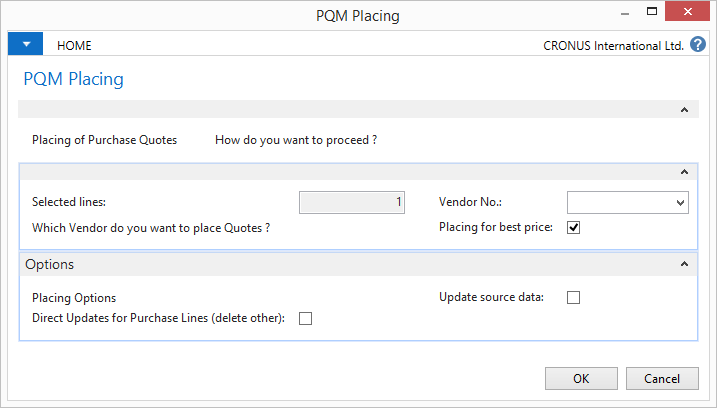 PQM Placing
HOME
CRONUS International Ltd. ?
PQM Placing
Placing of Purchase Quotes How do you want to proceed ?
Selected lines: 1 Vendor No.:
Which Vendor do you want to place Quotes ? Placing for best price:
Options
Placing Options Update source data:
Direct Updates for Purchase Lines (delete other):
OK Cancel